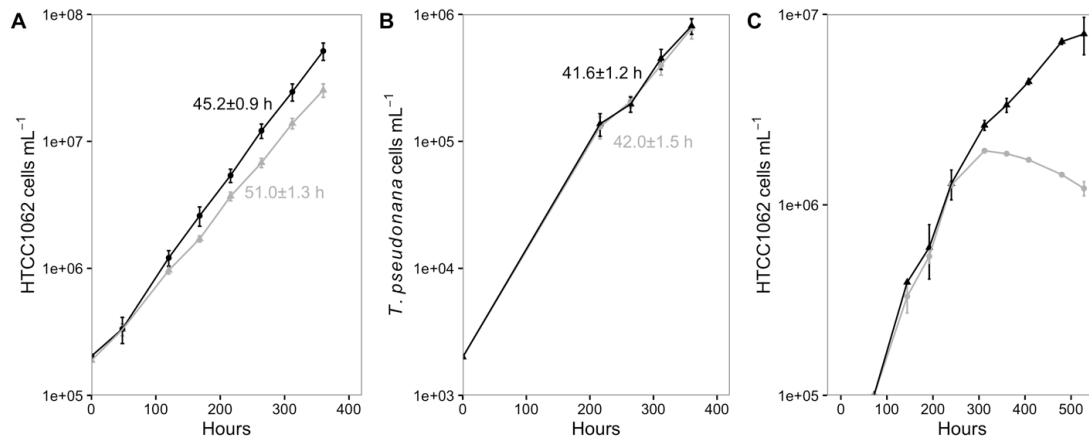 A
HTCC1062 cells mL⁻¹
1e+08
1e+07
1e+06
1e+05
45.2±0.9 h
51.0±1.3 h
0 100 200 300 400
Hours
B
T. pseudonana cells mL⁻¹
1e+06
1e+05
1e+04
1e+03
41.6±1.2 h
42.0±1.5 h
0 100 200 300 400
Hours
C
HTCC1062 cells mL⁻¹
1e+07
1e+06
1e+05
0 100 200 300 400 500
Hours